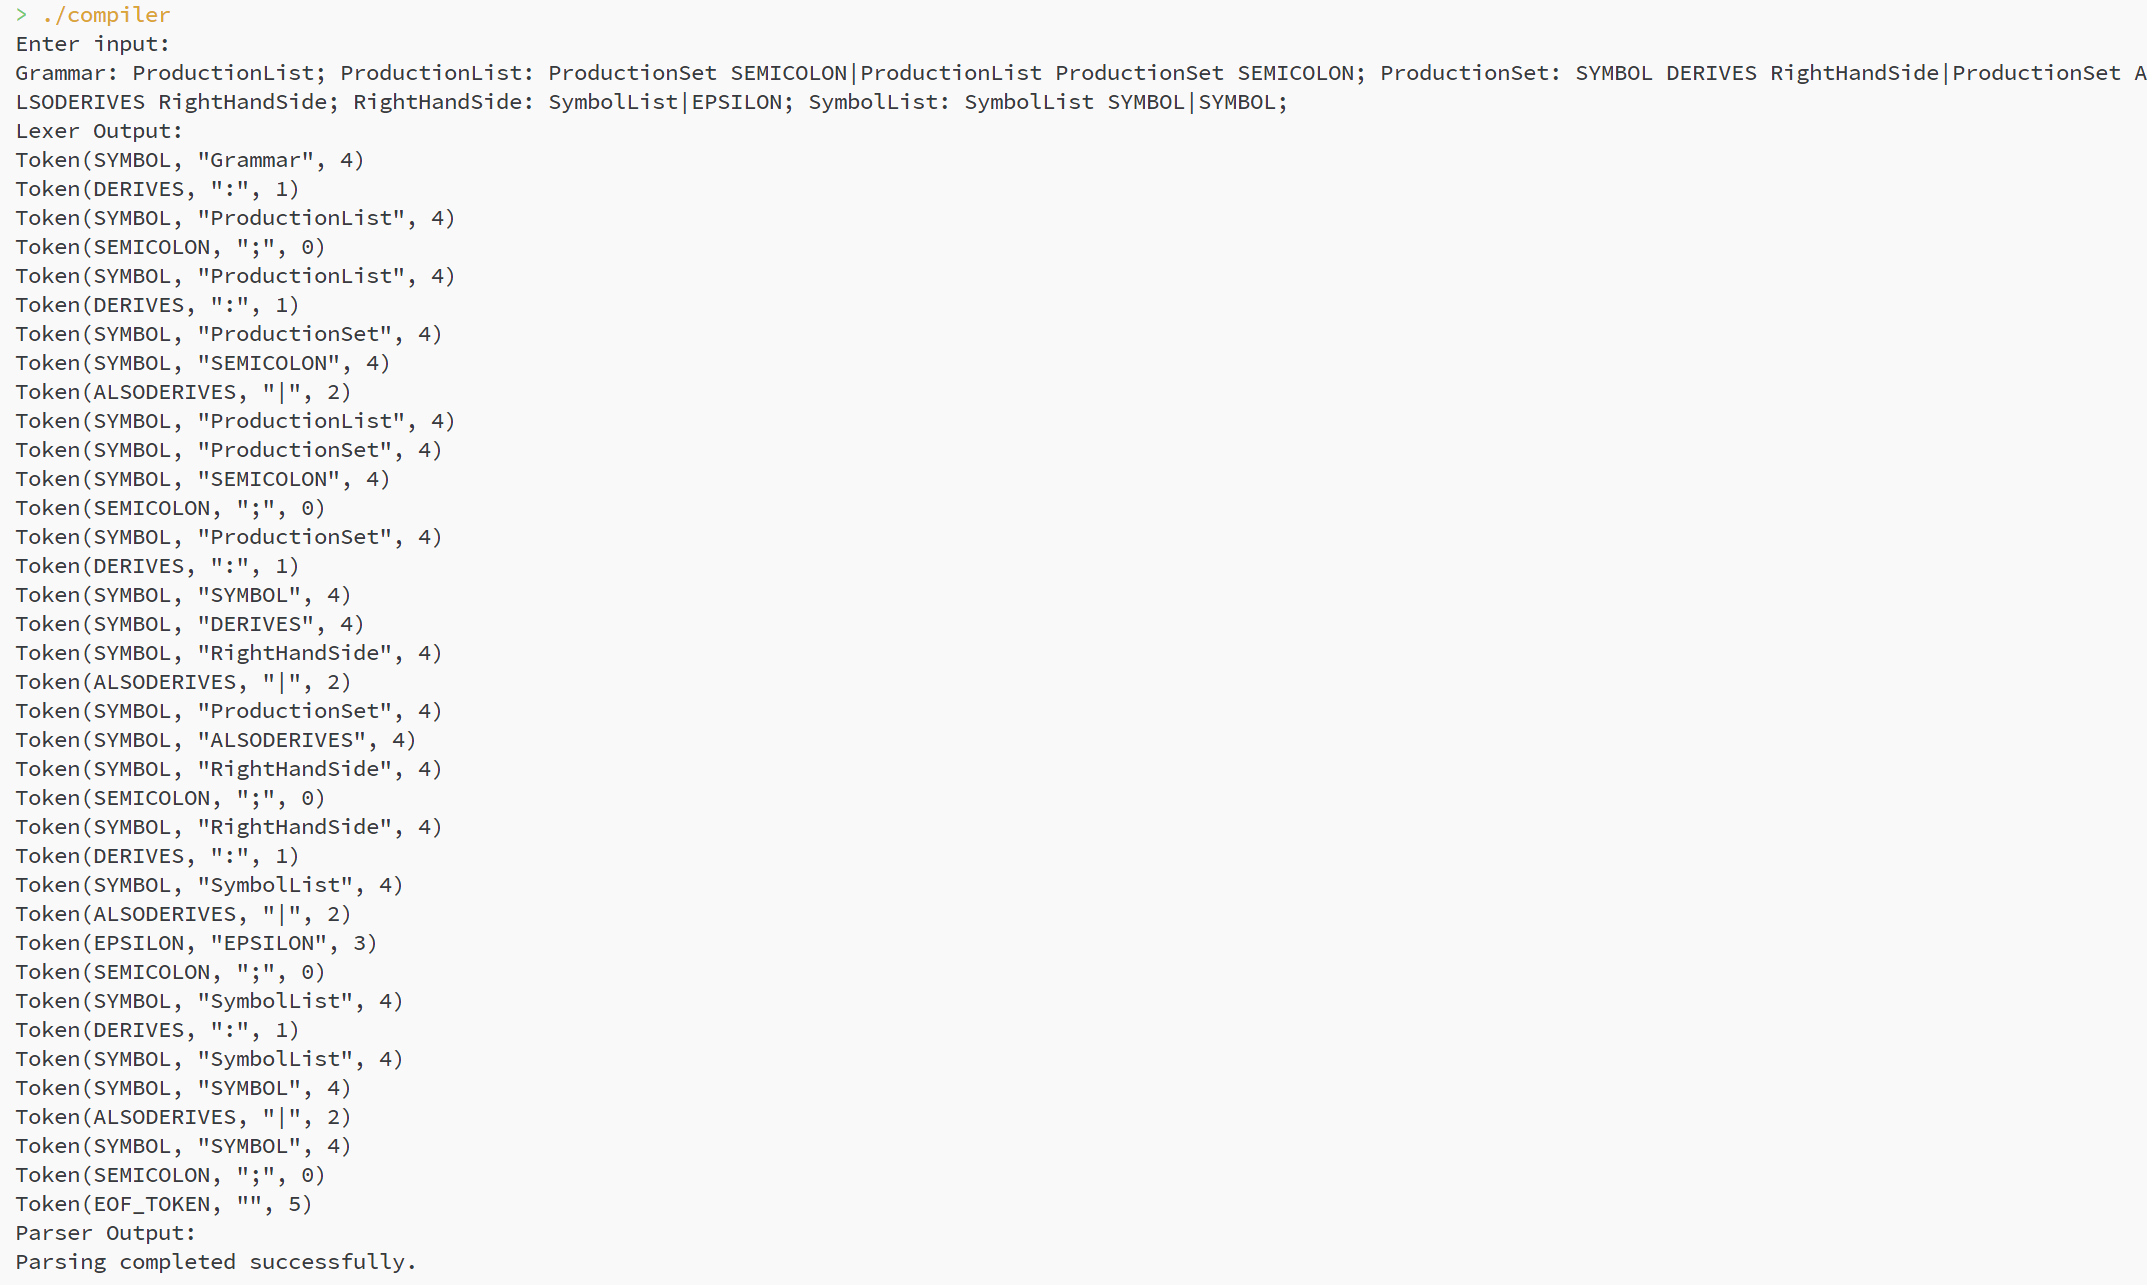 > ./compiler
Enter input:
Grammar: ProductionList; ProductionList: ProductionSet SEMICOLON|ProductionList ProductionSet SEMICOLON; ProductionSet: SYMBOL DERIVES RightHandSide|ProductionSet A
LSODERIVES RightHandSide; RightHandSide: SymbolList|EPSILON; SymbolList: SymbolList SYMBOL|SYMBOL;
Lexer Output:
Token(SYMBOL, "Grammar", 4)
Token(DERIVES, ":", 1)
Token(SYMBOL, "ProductionList", 4)
Token(SEMICOLON, ";", 0)
Token(SYMBOL, "ProductionList", 4)
Token(DERIVES, ":", 1)
Token(SYMBOL, "ProductionSet", 4)
Token(SYMBOL, "SEMICOLON", 4)
Token(ALSODERIVES, "|", 2)
Token(SYMBOL, "ProductionList", 4)
Token(SYMBOL, "ProductionSet", 4)
Token(SYMBOL, "SEMICOLON", 4)
Token(SEMICOLON, ";", 0)
Token(SYMBOL, "ProductionSet", 4)
Token(DERIVES, ":", 1)
Token(SYMBOL, "SYMBOL", 4)
Token(SYMBOL, "DERIVES", 4)
Token(SYMBOL, "RightHandSide", 4)
Token(ALSODERIVES, "|", 2)
Token(SYMBOL, "ProductionSet", 4)
Token(SYMBOL, "ALSODERIVES", 4)
Token(SYMBOL, "RightHandSide", 4)
Token(SEMICOLON, ";", 0)
Token(SYMBOL, "RightHandSide", 4)
Token(DERIVES, ":", 1)
Token(SYMBOL, "SymbolList", 4)
Token(ALSODERIVES, "|", 2)
Token(EPSILON, "EPSILON", 3)
Token(SEMICOLON, ";", 0)
Token(SYMBOL, "SymbolList", 4)
Token(DERIVES, ":", 1)
Token(SYMBOL, "SymbolList", 4)
Token(SYMBOL, "SYMBOL", 4)
Token(ALSODERIVES, "|", 2)
Token(SYMBOL, "SYMBOL", 4)
Token(SEMICOLON, ";", 0)
Token(EOF_TOKEN, "", 5)
Parser Output:
Parsing completed successfully.